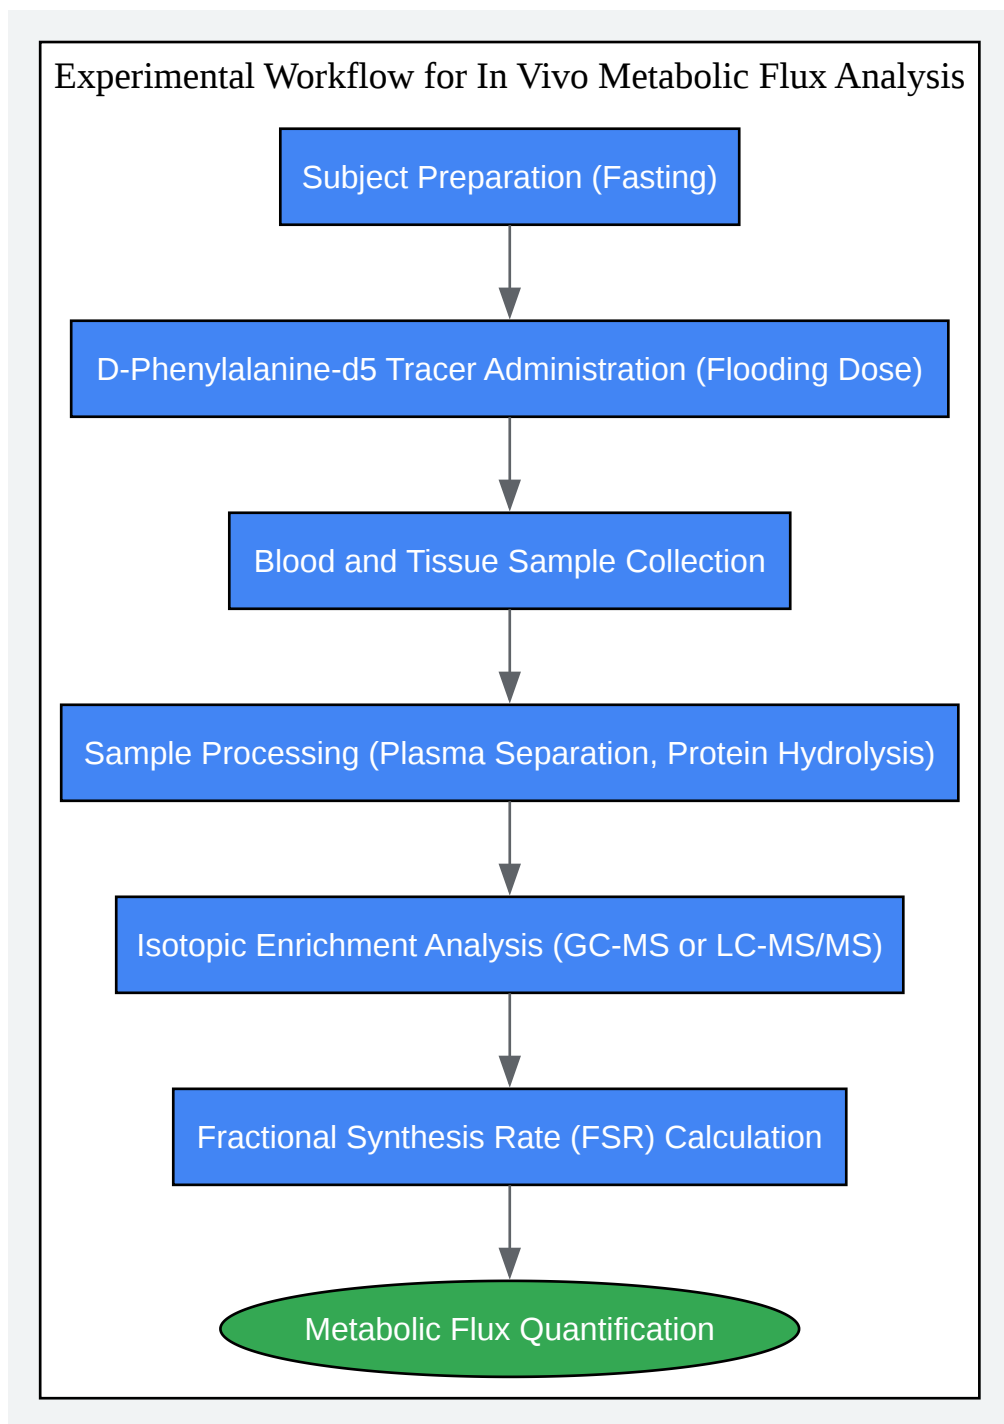 Experimental Workflow for In Vivo Metabolic Flux Analysis
Subject Preparation (Fasting)
D-Phenylalanine-d5 Tracer Administration (Flooding Dose)
Blood and Tissue Sample Collection
Sample Processing (Plasma Separation, Protein Hydrolysis)
Isotopic Enrichment Analysis (GC-MS or LC-MS/MS)
Fractional Synthesis Rate (FSR) Calculation
Metabolic Flux Quantification